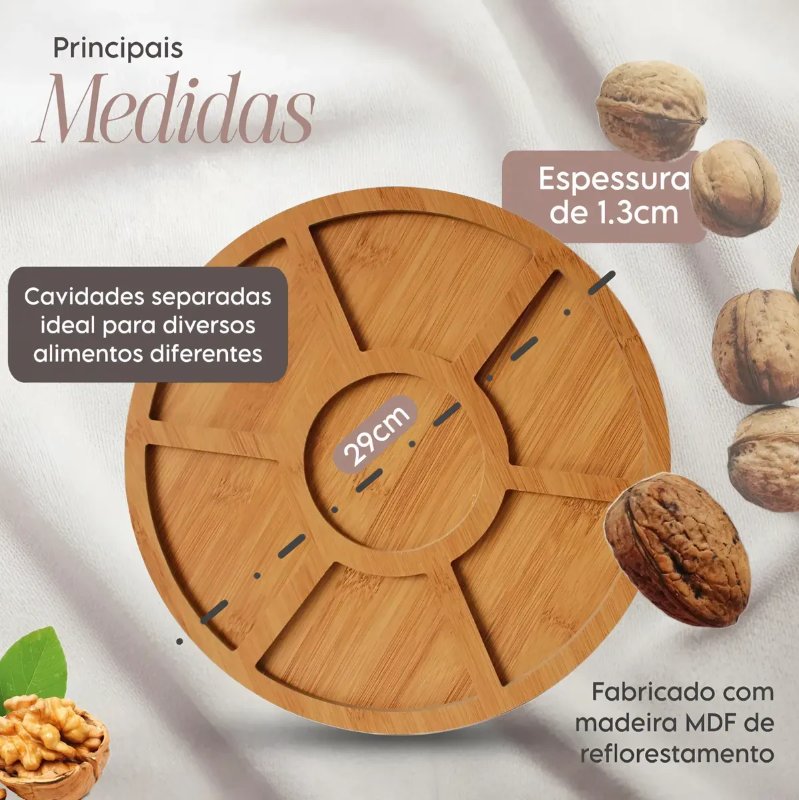 Principais
Medidas
Espessura
de 1.3cm
Cavidades separadas
ideal para diversos
alimentos diferentes
29cm
Fabricado com
madeira MDF de
reflorestamento